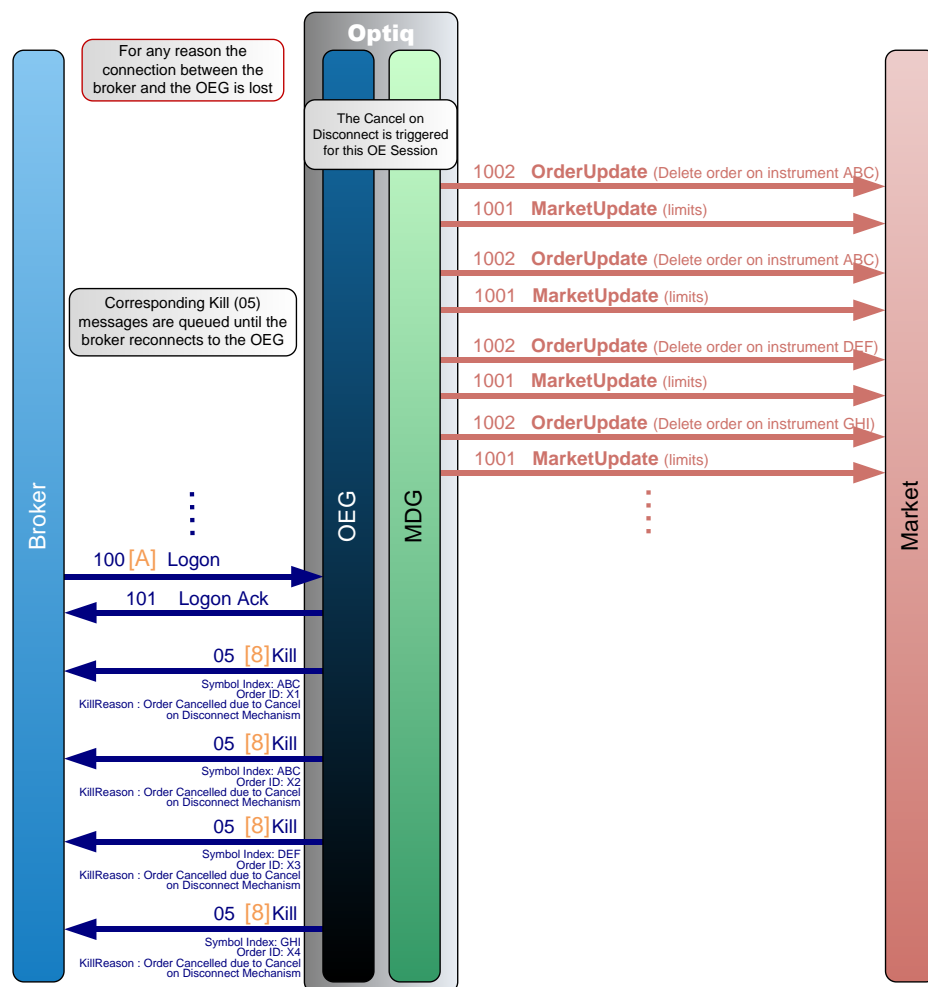 Optiq
For any reason the
connection between the
broker and the OEG is lost
The Cancel on
Disconnect is triggered
for this OE Session
1002 OrderUpdate (Delete order on instrument ABC)
1001 MarketUpdate (limits)
1002 OrderUpdate (Delete order on instrument ABC)
Corresponding Kill (05)
messages are queued until the
broker reconnects to the OEG
1001 MarketUpdate (limits)
1002 OrderUpdate (Delete order on instrument DEF)
1001 MarketUpdate (limits)
1002 OrderUpdate (Delete order on instrument GHI)
1001 MarketUpdate (limits)
Broker
OEG
MDG
Market
100 [A] Logon
101 Logon Ack
05 [8] Kill
Symbol Index: ABC
Order ID: X1
KillReason : Order Cancelled due to Cancel
on Disconnect Mechanism
05 [8] Kill
Symbol Index: ABC
Order ID: X2
KillReason : Order Cancelled due to Cancel
on Disconnect Mechanism
05 [8] Kill
Symbol Index: DEF
Order ID: X3
KillReason : Order Cancelled due to Cancel
on Disconnect Mechanism
05 [8] Kill
Symbol Index: GHI
Order ID: X4
KillReason : Order Cancelled due to Cancel
on Disconnect Mechanism